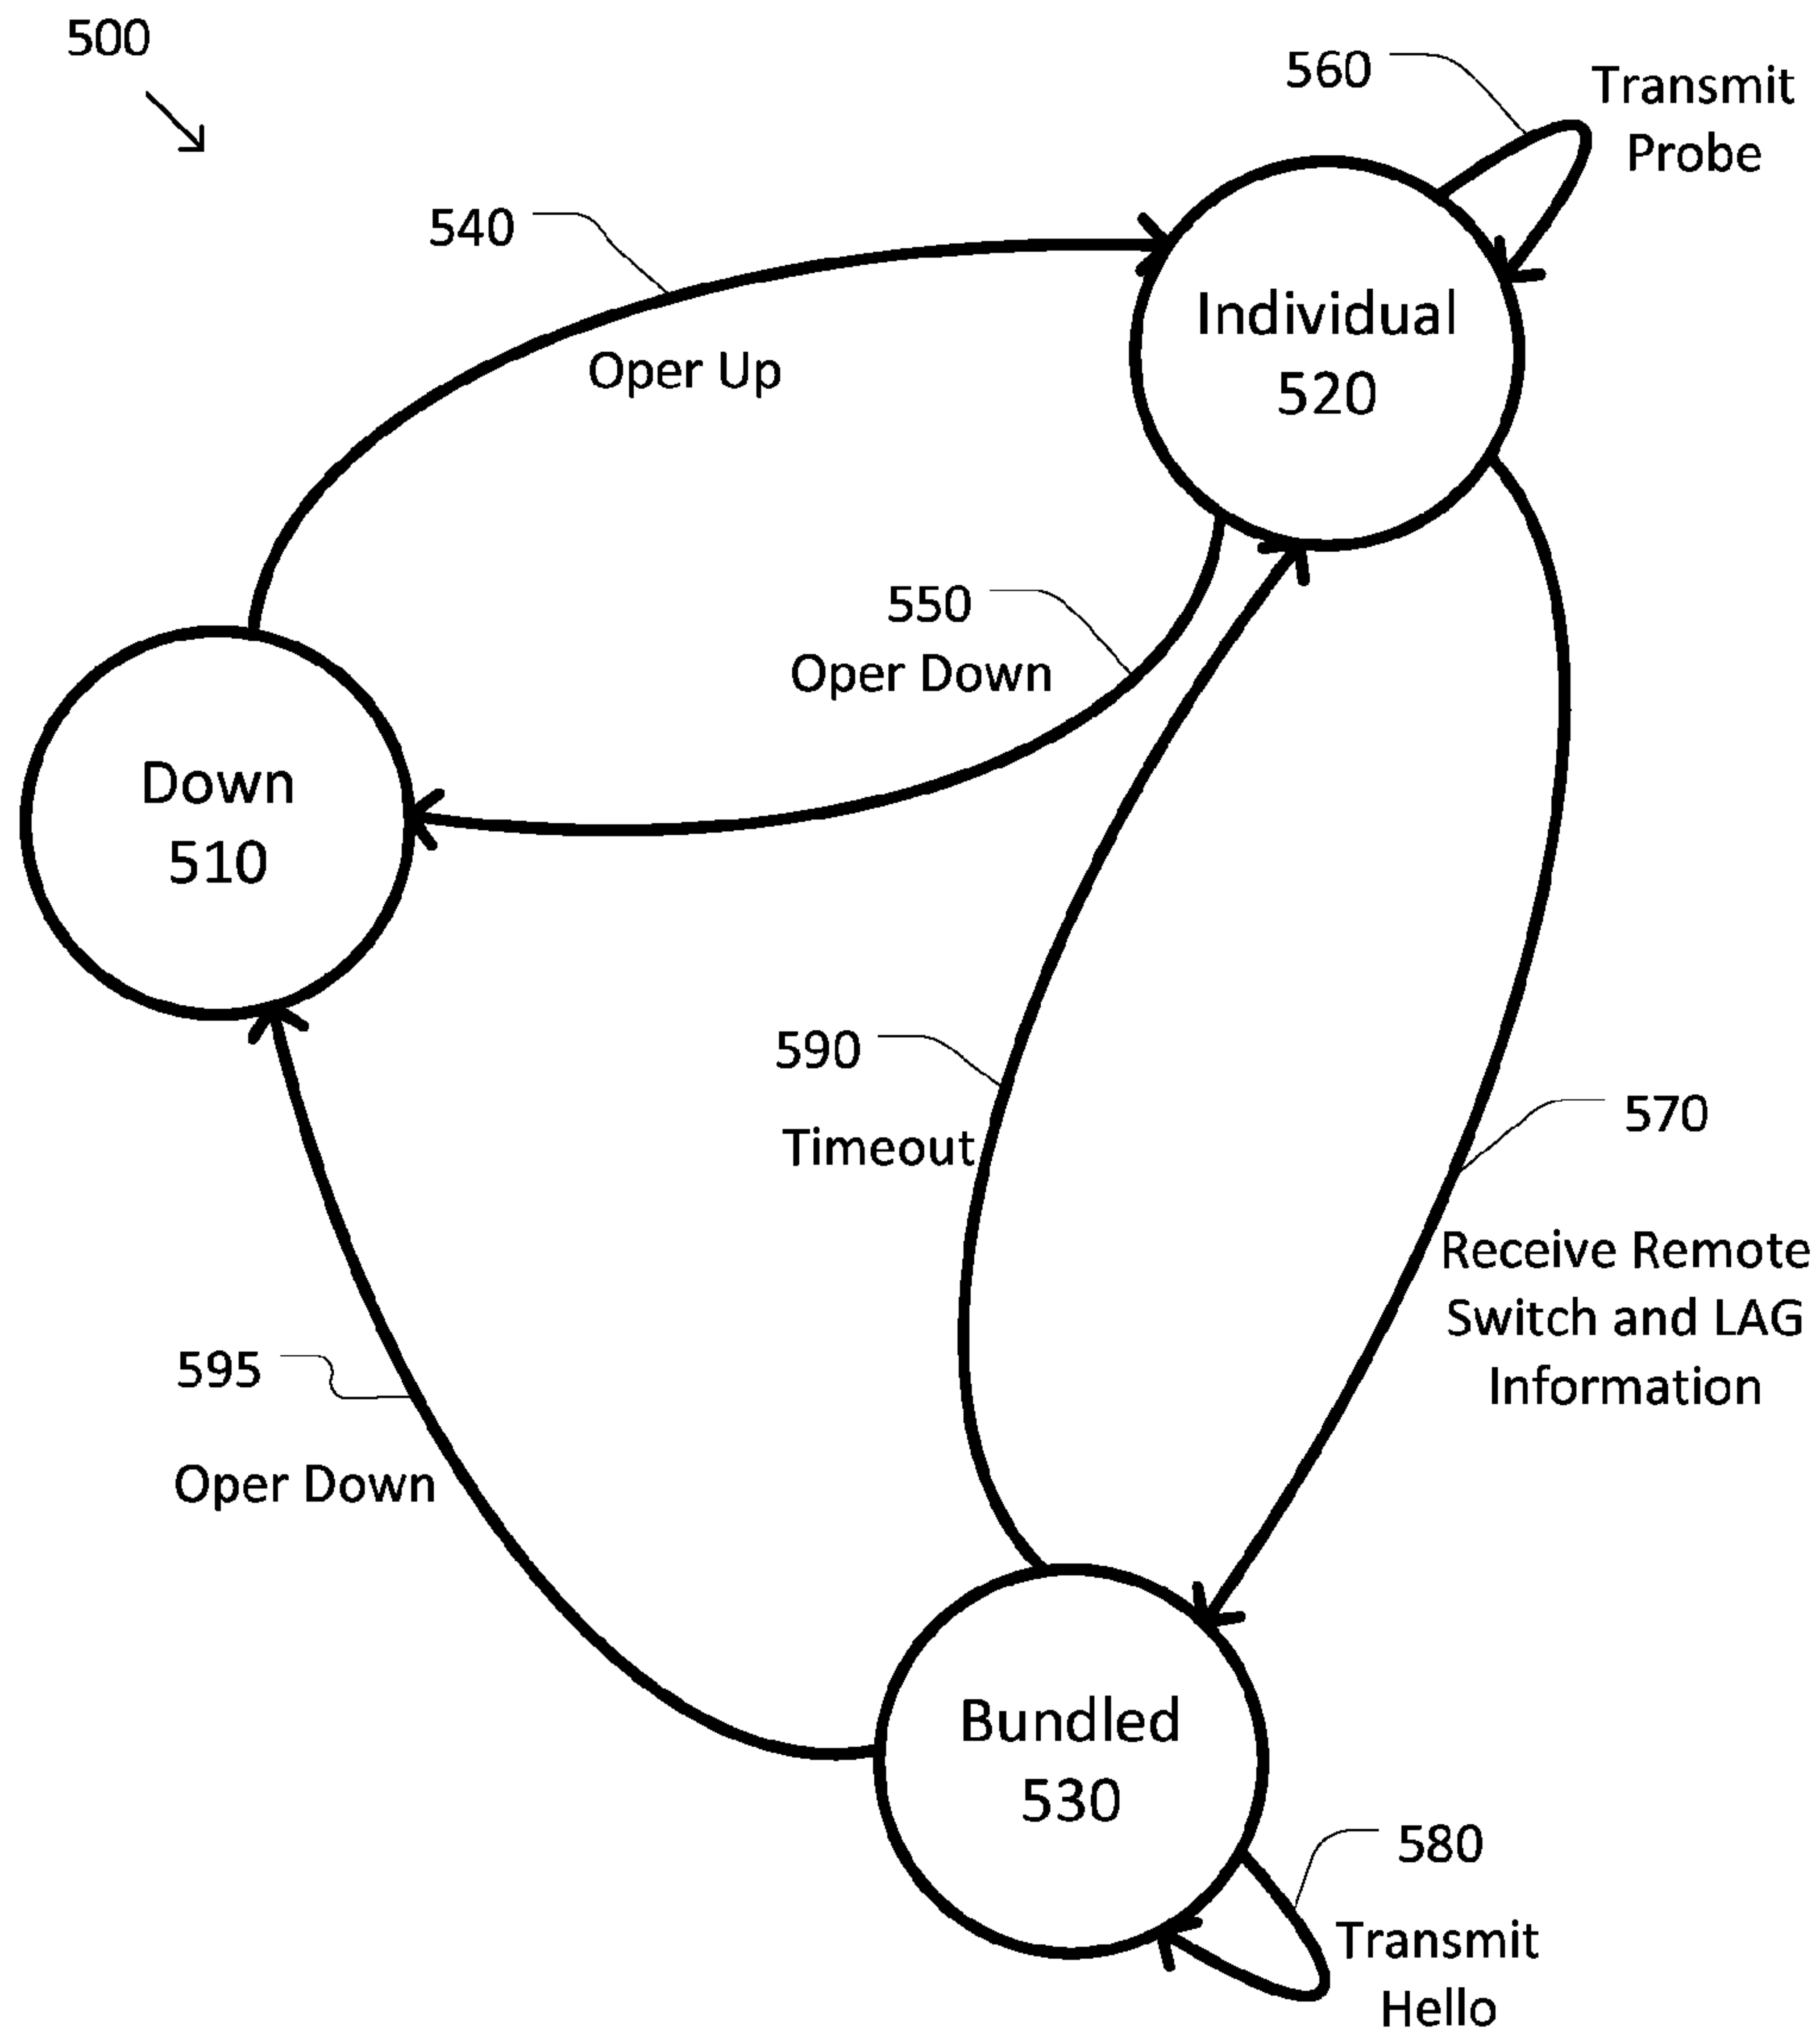 500
560
Transmit
Probe
540
Individual
520
Oper Up
550
Oper Down
Down
510
590
Timeout
570
Receive Remote
Switch and LAG
Information
595
Oper Down
Bundled
530
580
Transmit
Hello